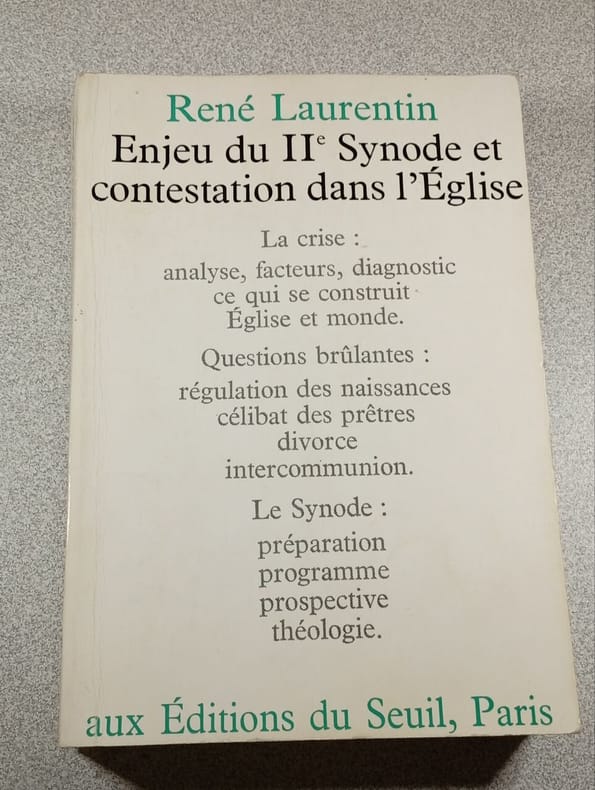 René Laurentin
Enjeu du IIe Synode et
contestation dans l'Église
La crise :
analyse, facteurs, diagnostic
ce qui se construit
Église et monde.
Questions brûlantes :
régulation des naissances
célibat des prêtres
divorce
intercommunion.
Le Synode :
préparation
programme
prospective
théologie.
aux Éditions du Seuil, Paris